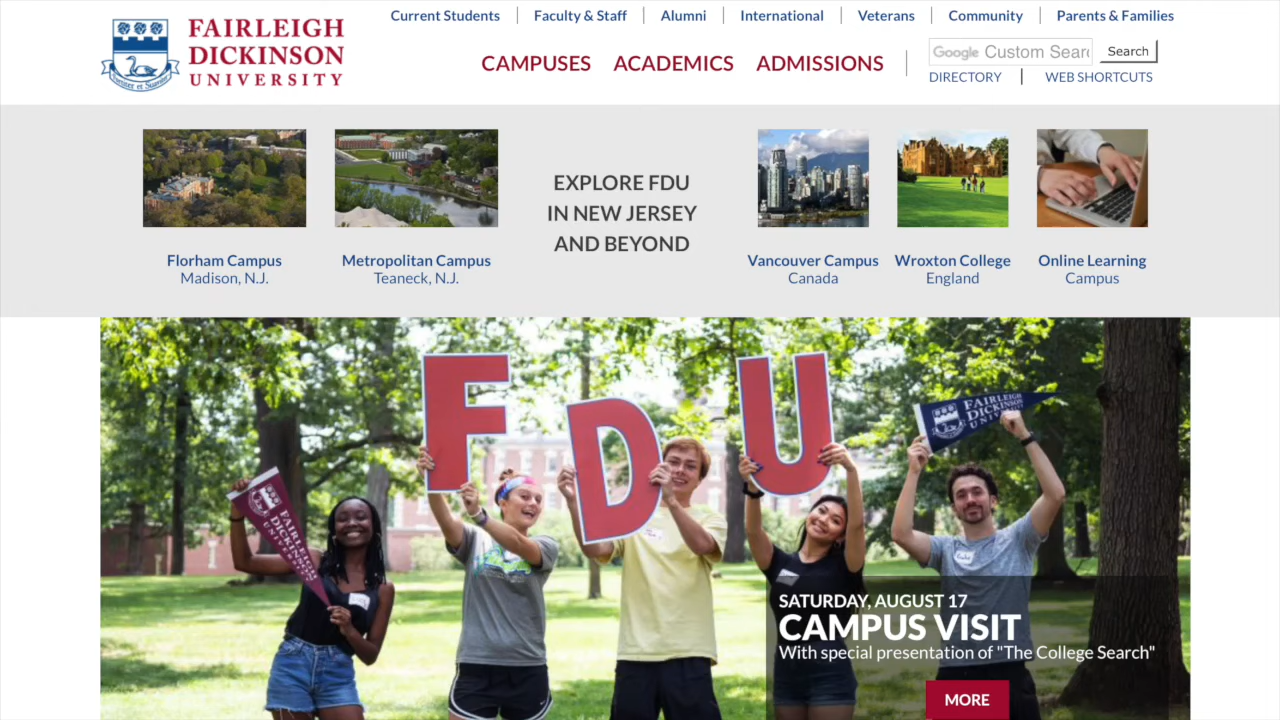 FAIRLEIGH
DICKINSON
UNIVERSITY
Current Students
Faculty & Staff
Alumni
International
Veterans
Community
Parents & Families
CAMPUSES
ACADEMICS
ADMISSIONS
Google Custom Sear
Search
DIRECTORY
WEB SHORTCUTS
EXPLORE FDU
IN NEW JERSEY
AND BEYOND
Florham Campus
Madison, N.J.
Metropolitan Campus
Teaneck, N.J.
Vancouver Campus
Canada
Wroxton College
England
Online Learning
Campus
F D U
FAIRLEIGH
DICKINSON
UNIVERSITY
FAIRLEIGH
DICKINSON
SATURDAY, AUGUST 17
CAMPUS VISIT
With special presentation of "The College Search"
MORE